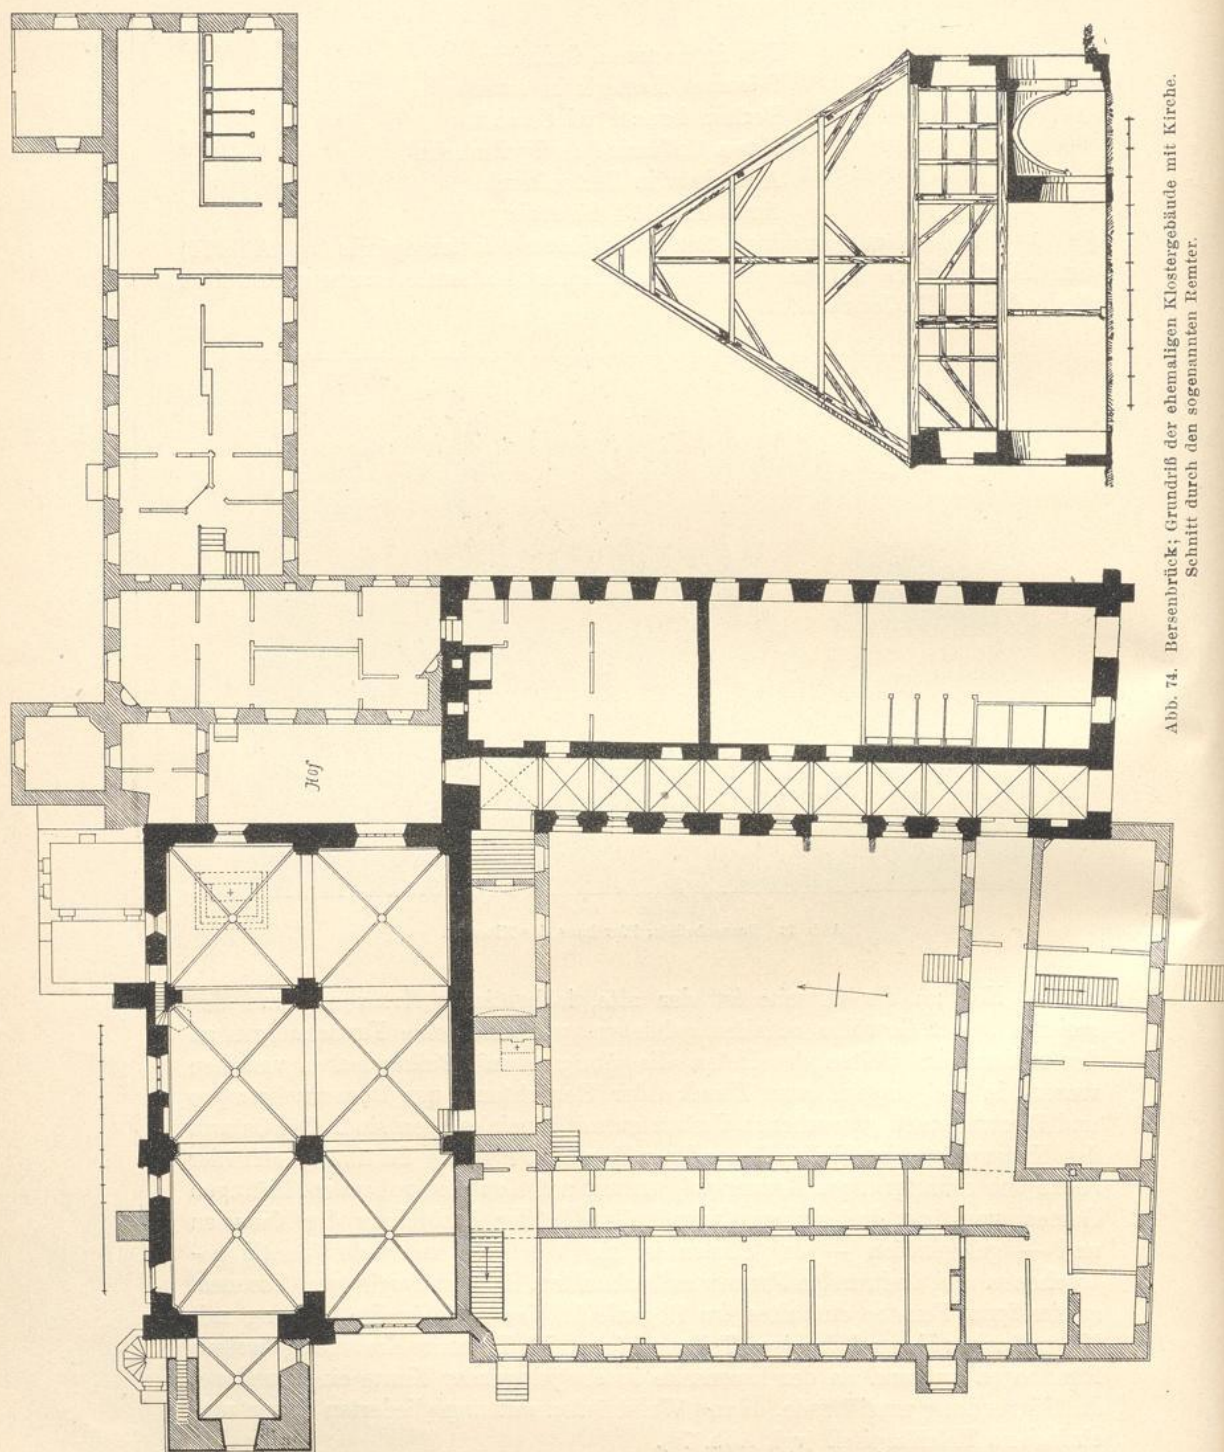 Hof
Abb. 74. Bersenbrück; Grundriß der ehemaligen Klostergebäude mit Kirche.
Schnitt durch den sogenannten Remter.